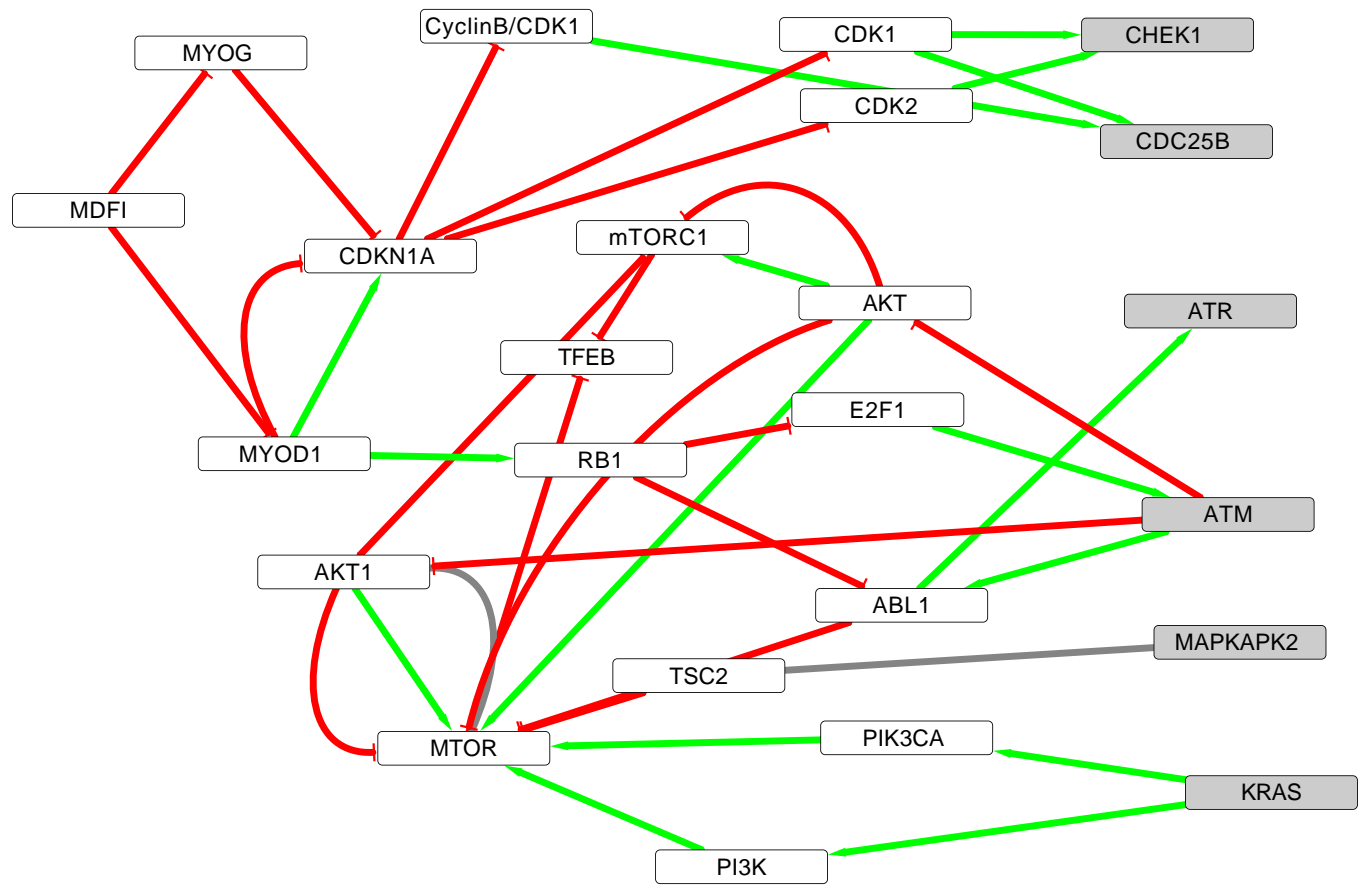 CyclinB/CDK1
CDK1
CHEK1
MYOG
CDK2
CDC25B
MDFI
mTORC1
CDKN1A
AKT
ATR
TFEB
E2F1
MYOD1
RB1
ATM
AKT1
ABL1
MAPKAPK2
TSC2
MTOR
PIK3CA
KRAS
PI3K